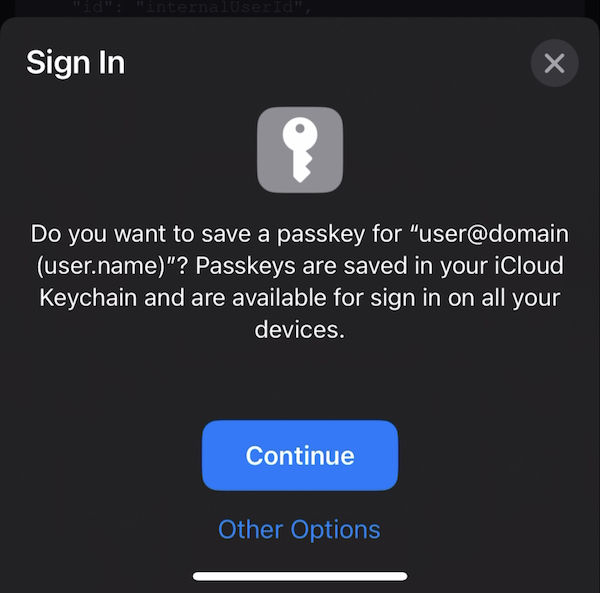 "id": "internalUserId",
Sign In
Do you want to save a passkey for “user@domain
(user.name)”? Passkeys are saved in your iCloud
Keychain and are available for sign in on all your
devices.
Continue
Other Options